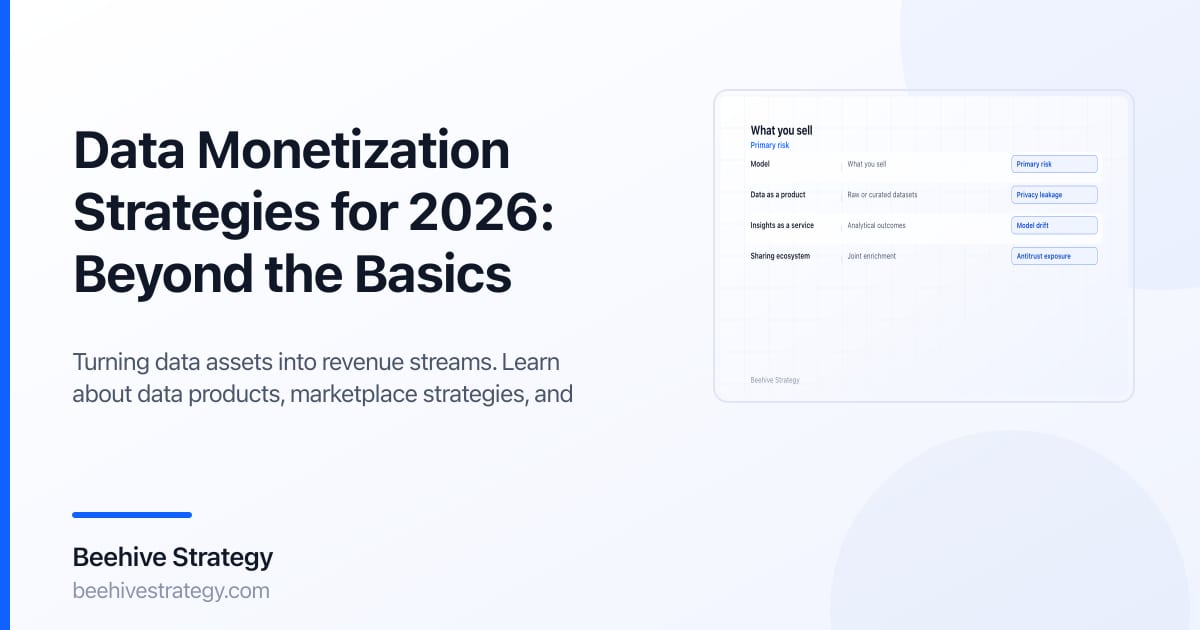 Data Monetization
Strategies for 2026:
Beyond the Basics
Turning data assets into revenue streams. Learn
about data products, marketplace strategies, and
Beehive Strategy
beehivestrategy.com
What you sell
Primary risk
Model What you sell Primary risk
Data as a product Raw or curated datasets Privacy leakage
Insights as a service Analytical outcomes Model drift
Sharing ecosystem Joint enrichment Antitrust exposure
Beehive Strategy